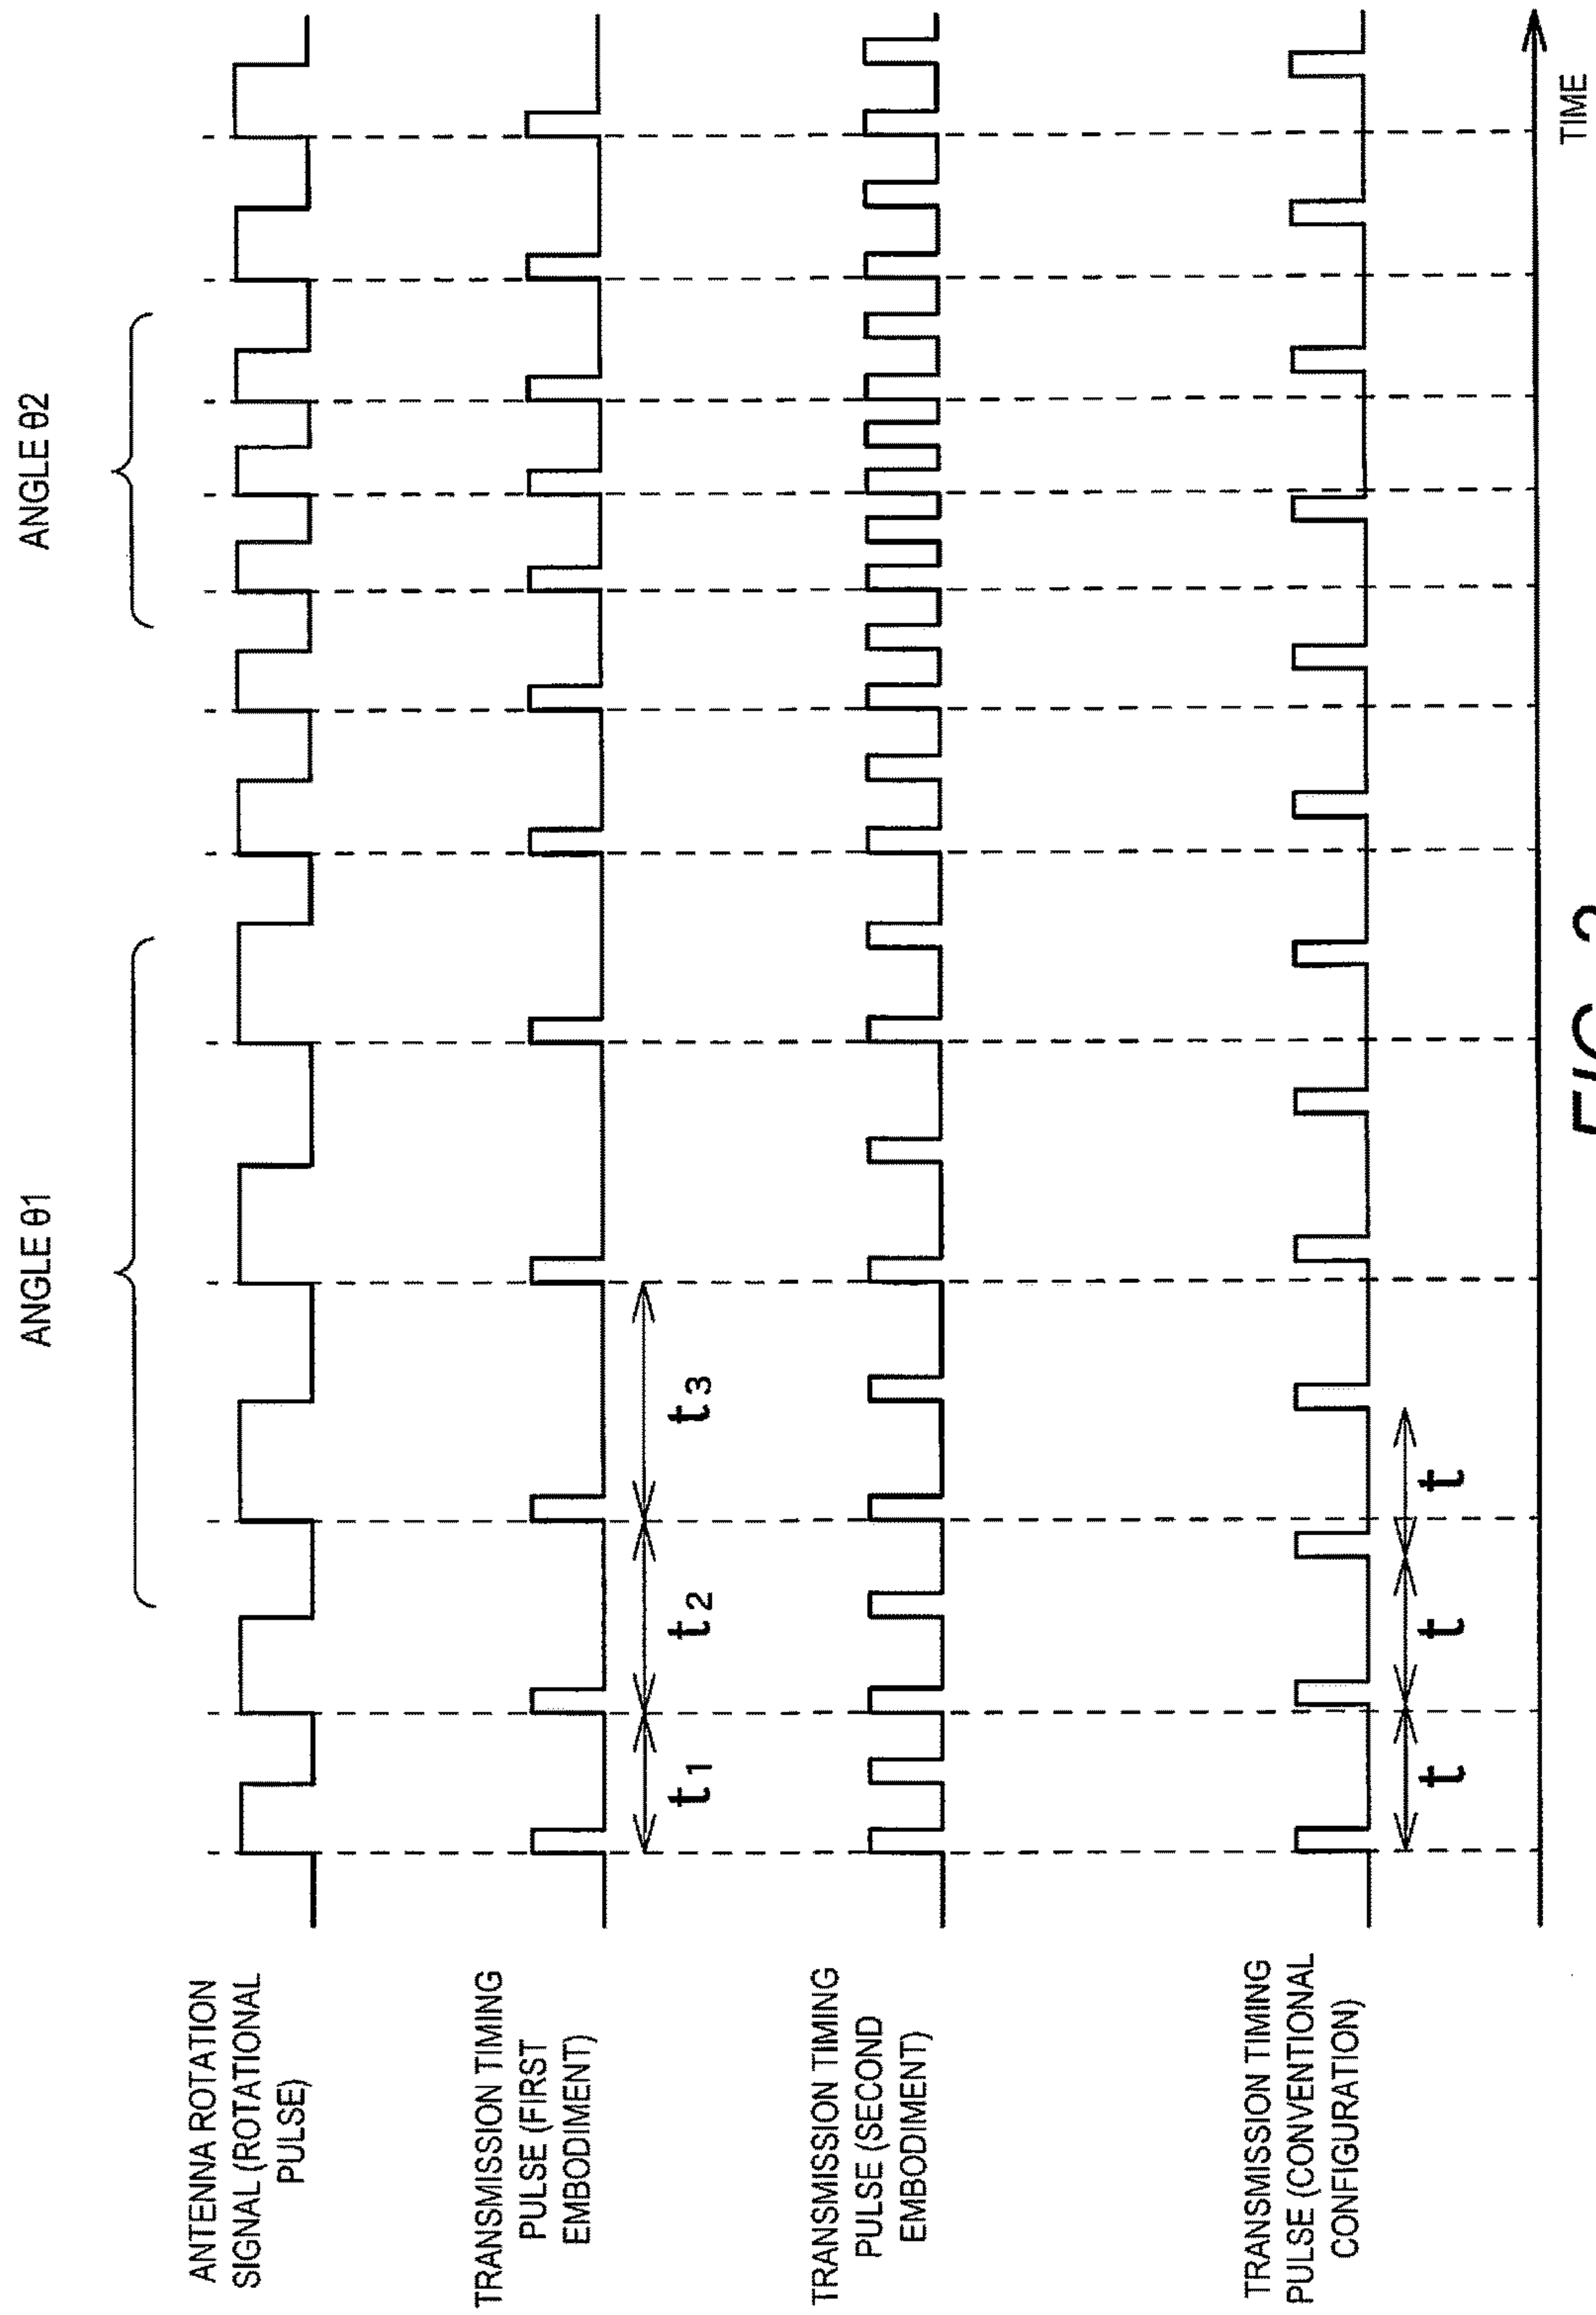 ANGLE θ1
ANGLE θ2
ANTENNA ROTATION
SIGNAL (ROTATIONAL
PULSE)
TRANSMISSION TIMING
PULSE (FIRST
EMBODIMENT)
t1
t2
t3
TRANSMISSION TIMING
PULSE (SECOND
EMBODIMENT)
TRANSMISSION TIMING
PULSE (CONVENTIONAL
CONFIGURATION)
t
t
t
TIME